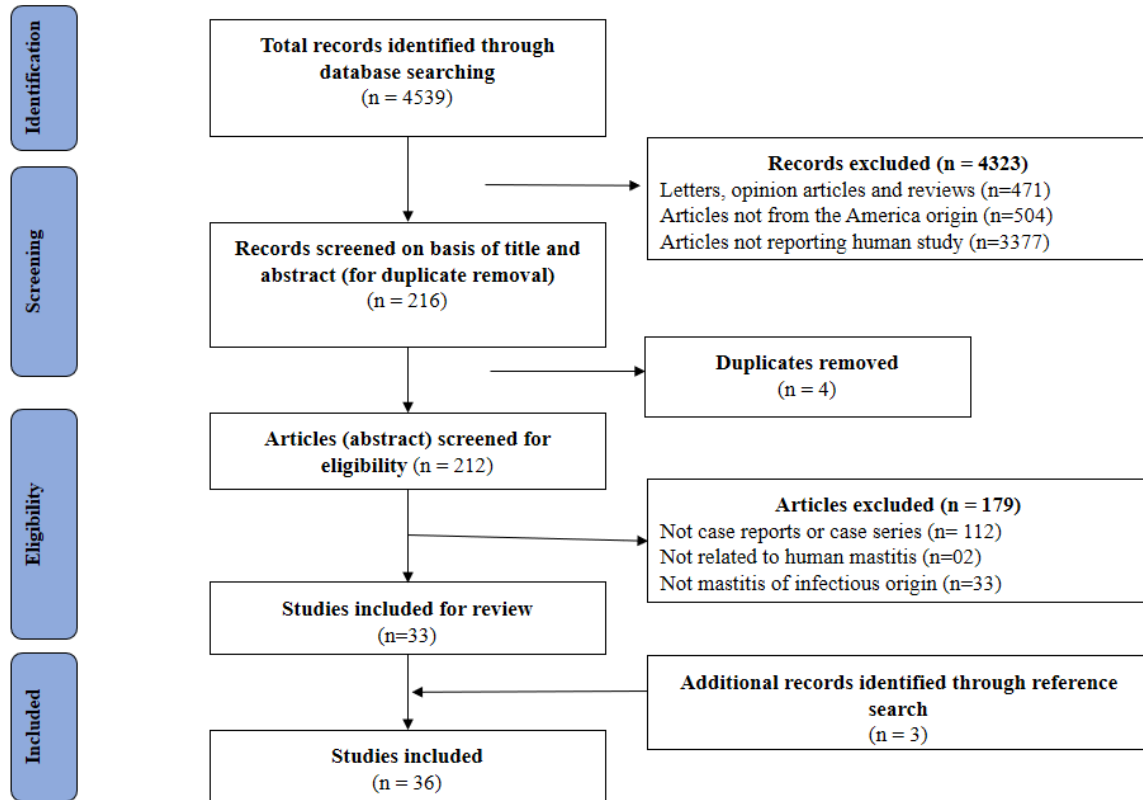 Identification
Total records identified through
database searching
(n = 4539)
Records excluded (n = 4323)
Letters, opinion articles and reviews (n=471)
Articles not from the America origin (n=504)
Articles not reporting human study (n=3377)
Screening
Records screened on basis of title and
abstract (for duplicate removal)
(n = 216)
Duplicates removed
(n = 4)
Eligibility
Articles (abstract) screened for
eligibility (n = 212)
Articles excluded (n = 179)
Not case reports or case series (n= 112)
Not related to human mastitis (n=02)
Not mastitis of infectious origin (n=33)
Studies included for review
(n=33)
Included
Additional records identified through reference
search
(n = 3)
Studies included
(n = 36)